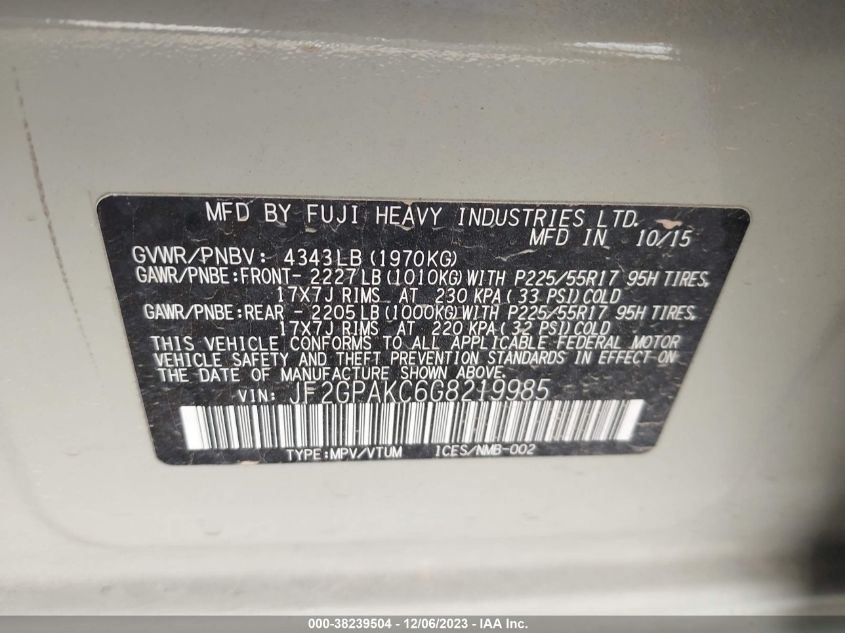 MFD BY FUJI HEAVY INDUSTRIES LTD.
MFD IN 10/15
GVWR/PNBV: 4343LB (1970KG)
GAWR/PNBE:FRONT- 2227LB (1010KG) WITH P225/55R17 95H TIRES,
17X7J RIMS AT 230 KPA ( 33 PSI) COLD
GAWR/PNBE:REAR - 2205LB (1000KG) WITH P225/55R17 95H TIRES,
17X7J RIMS AT 220 KPA ( 32 PSI) COLD
THIS VEHICLE CONFORMS TO ALL APPLICABLE FEDERAL MOTOR
VEHICLE SAFETY AND THEFT PREVENTION STANDARDS IN EFFECT ON
THE DATE OF MANUFACTURE SHOWN ABOVE.
VIN: JF2GPAKC6G8219985
TYPE:MPV/VTUM ICES/NMB-002
000-38239504 - 12/06/2023 - IAA Inc.